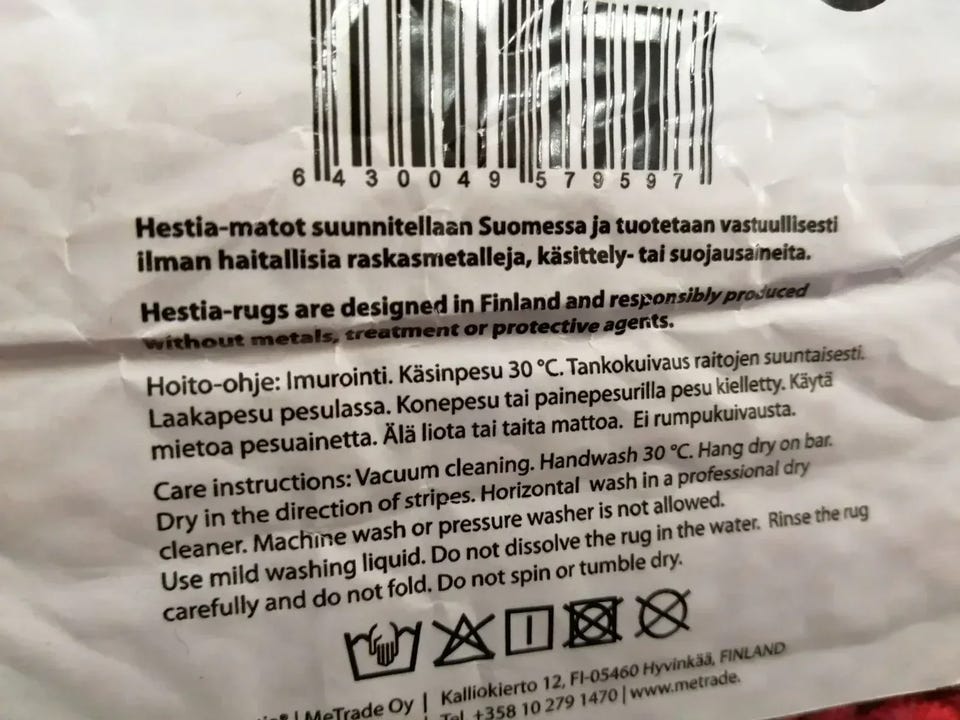 6 430049 579597
Hestia-matot suunnitellaan Suomessa ja tuotetaan vastuullisesti
ilman haitallisia raskasmetalleja, käsittely- tai suojausaineita.
Hestia-rugs are designed in Finland and responsibly produced
without metals, treatment or protective agents.
Hoito-ohje: Imurointi. Käsinpesu 30 °C. Tankokuivaus raitojen suuntaisesti.
Laakapesu pesulassa. Konepesu tai painepesurilla pesu kielletty. Käytä
mietoa pesuainetta. Älä liota tai taita mattoa. Ei rumpukuivausta.
Care instructions: Vacuum cleaning. Handwash 30 °C. Hang dry on bar.
Dry in the direction of stripes. Horizontal wash in a professional dry
cleaner. Machine wash or pressure washer is not allowed.
Use mild washing liquid. Do not dissolve the rug in the water. Rinse the rug
carefully and do not fold. Do not spin or tumble dry.
| MeTrade Oy | Kalliokierto 12, FI-05460 Hyvinkää, FINLAND
Tel. +358 10 279 1470 | www.metrade.